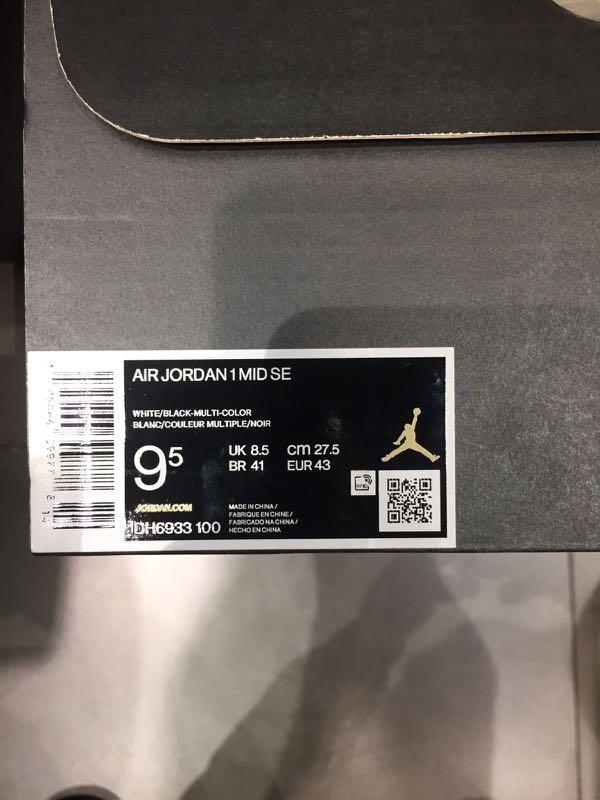 AIR JORDAN 1 MID SE
WHITE/BLACK-MULTI-COLOR
BLANC/COULEUR MULTIPLE/NOIR
9⁵
UK 8.5 cm 27.5
BR 41 EUR 43
JORDAN.COM
DH6933 100
MADE IN CHINA/
FABRIQUE EN CHINE/
FABRICADO NA CHINA/
HECHO EN CHINA